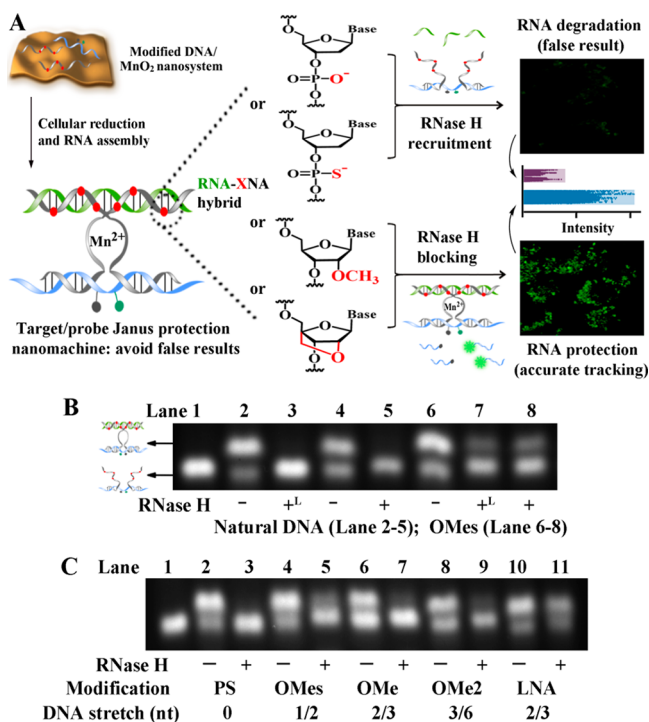 A
Modified DNA/
MnO2 nanosystem
Cellular reduction
and RNA assembly
RNA-XNA
hybrid
Mn2+
Target/probe Janus protection
nanomachine: avoid false results
or
or
or
or
O
Base
O
O=P-O−
O
O
Base
O
O=P-S−
O
O
Base
O
O
OCH3
O
Base
O
O
O
RNase H
recruitment
RNase H
blocking
Mn2+
RNA degradation
(false result)
Intensity
RNA protection
(accurate tracking)
B
Lane 1 2 3 4 5 6 7 8
RNase H − +L − + − +L +
Natural DNA (Lane 2-5); OMes (Lane 6-8)
C
Lane 1 2 3 4 5 6 7 8 9 10 11
RNase H − + − + − + − + − +
Modification PS OMes OMe OMe2 LNA
DNA stretch (nt) 0 1/2 2/3 3/6 2/3